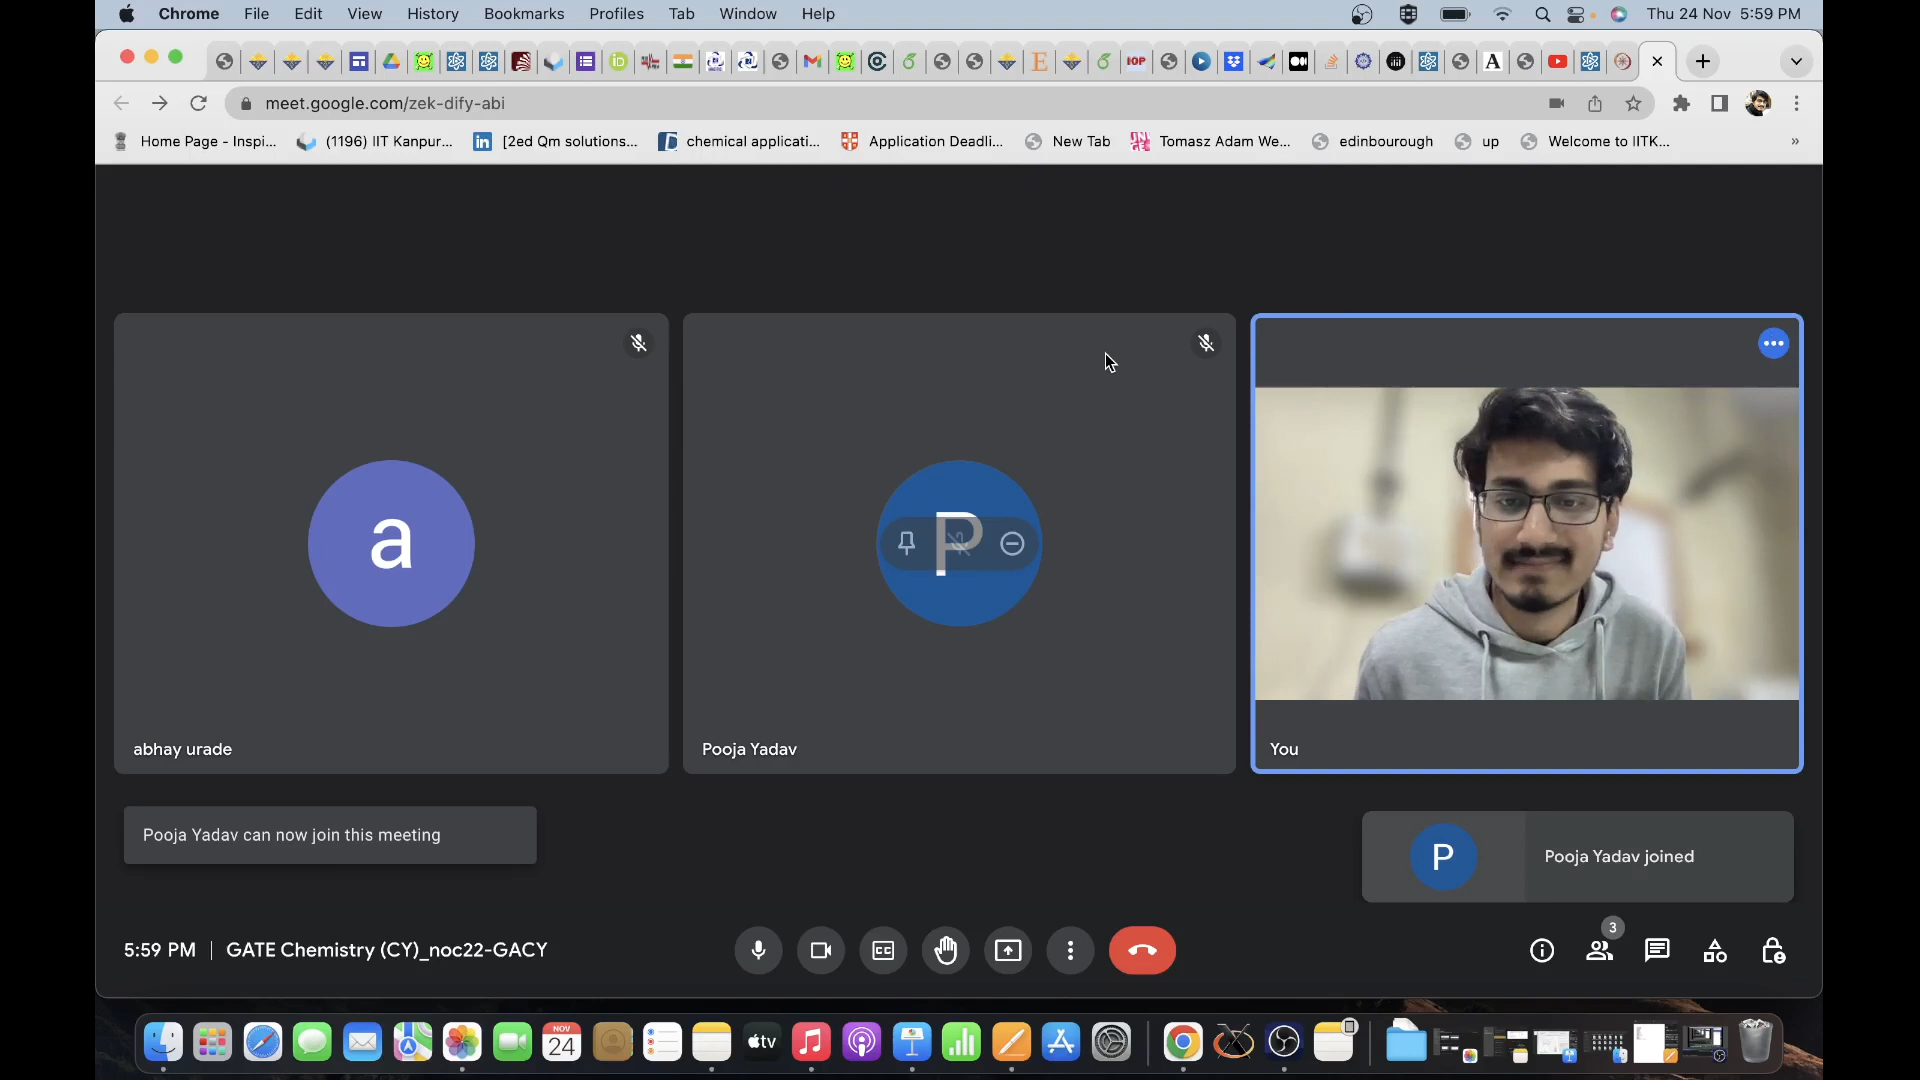 Chrome File Edit View History Bookmarks Profiles Tab Window Help Thu 24 Nov 5:59 PM
IOP A
meet.google.com/zek-dify-abi
Home Page - Inspi... (1196) IIT Kanpur... [2ed Qm solutions... chemical applicati... Application Deadli... New Tab Tomasz Adam We... edinbourough up Welcome to IITK... »
a
P
abhay urade
Pooja Yadav
You
Pooja Yadav can now join this meeting
P
Pooja Yadav joined
5:59 PM | GATE Chemistry (CY)_noc22-GACY
CC
3
NOV
24
tv